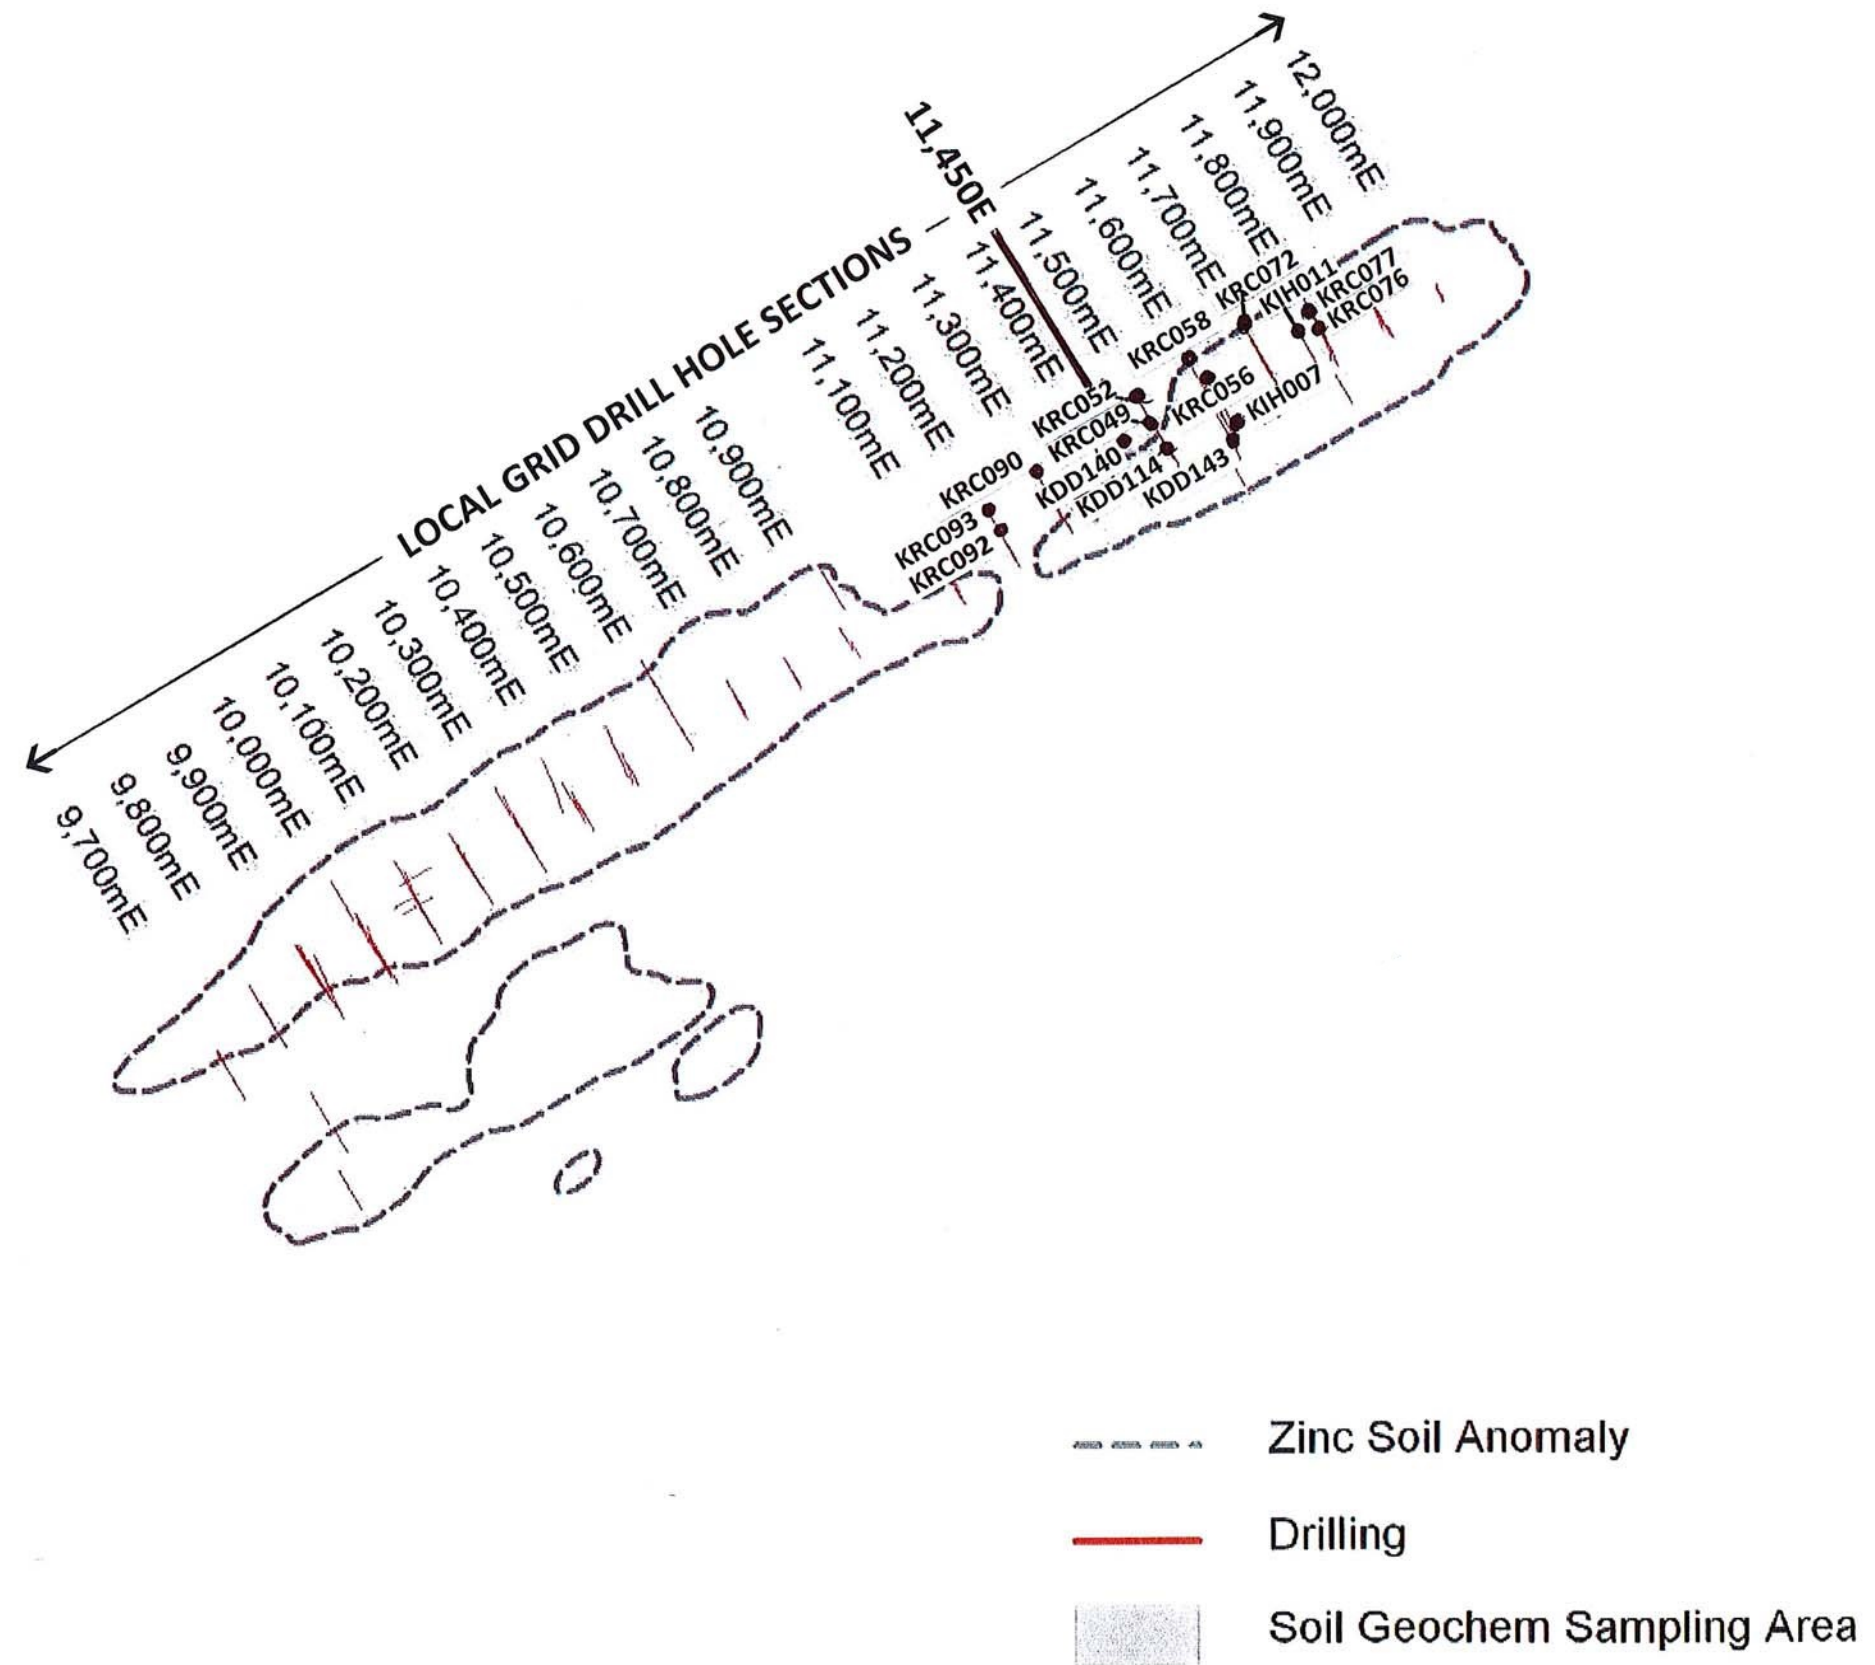 12,000mE
11,900mE
11,800mE
11,700mE
11,600mE
11,500mE
11,450E
11,400mE
11,300mE
11,200mE
11,100mE
10,900mE
10,800mE
10,700mE
10,600mE
10,500mE
10,400mE
10,300mE
10,200mE
10,100mE
10,000mE
9,900mE
9,800mE
9,700mE
LOCAL GRID DRILL HOLE SECTIONS
KRC072
KIH011
KRC077
KRC076
KRC058
KRC056
KIH007
KRC052
KRC049
KDD140
KDD114
KDD143
KRC090
KRC093
KRC092
Zinc Soil Anomaly
Drilling
Soil Geochem Sampling Area